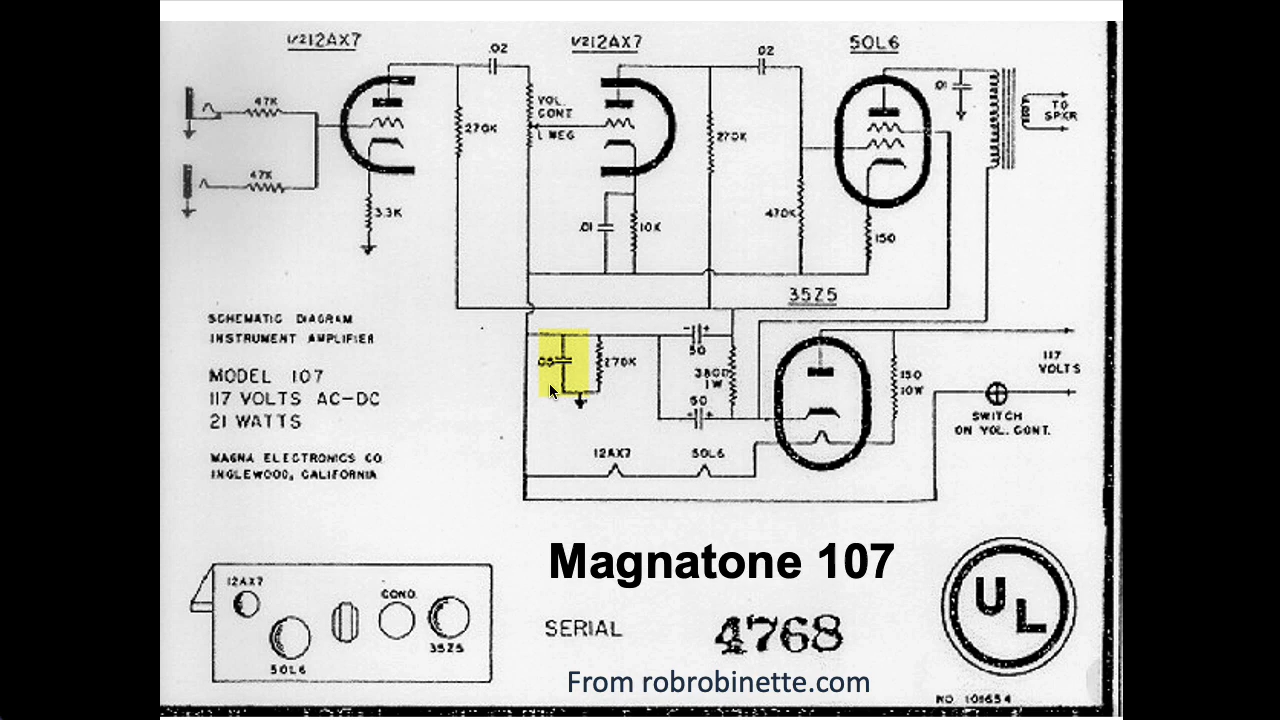 1/2 12AX7
1/2 12AX7
50L6
.02
.02
47K
VOL.
CONT
1 MEG
.01
TO
SPKR
270K
270K
47K
3.3K
470K
.01
10K
150
35Z5
SCHEMATIC DIAGRAM
INSTRUMENT AMPLIFIER
MODEL 107
117 VOLTS AC-DC
21 WATTS
MAGNA ELECTRONICS CO
INGLEWOOD, CALIFORNIA
- +
50
.05
270K
1W
50
+
117
VOLTS
150
10W
SWITCH
ON VOL. CONT.
12AX7
50L6
Magnatone 107
12AX7
COND.
50L6
35Z5
SERIAL
4768
UL
From robrobinette.com
NO 101654